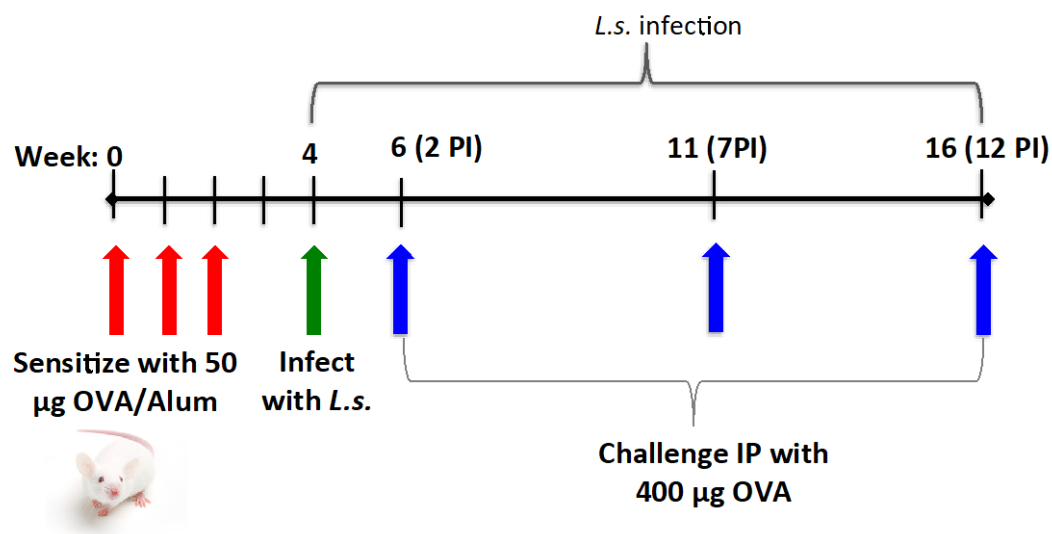 L.s. infection
Week: 0 4 6 (2 PI) 11 (7PI) 16 (12 PI)
Sensitize with 50
µg OVA/Alum
Infect
with L.s.
Challenge IP with
400 µg OVA